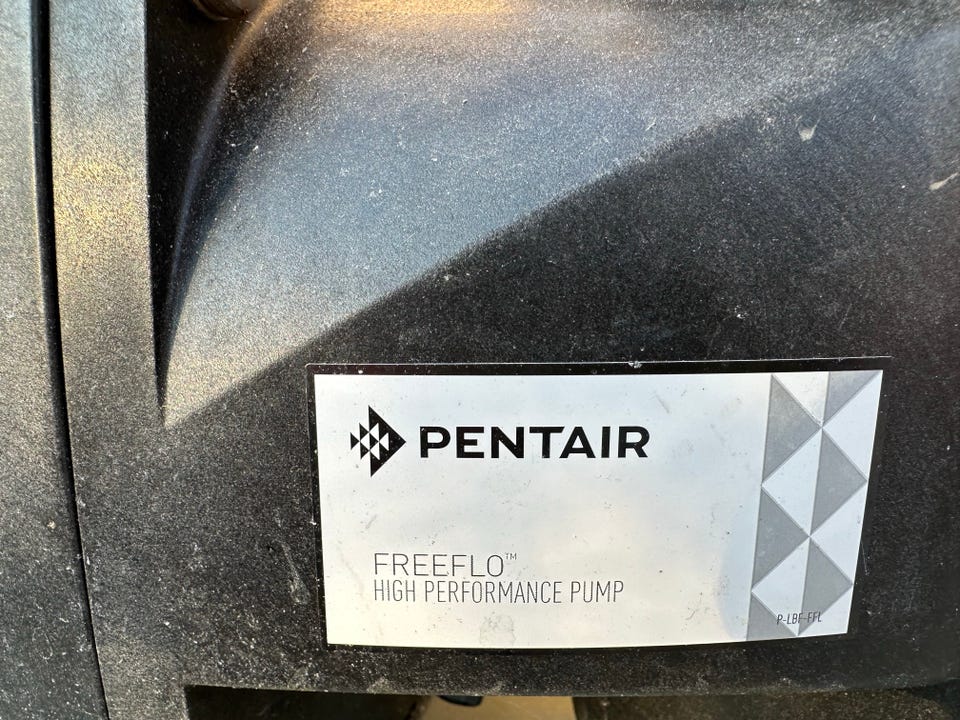 PENTAIR
FREEFLO™
HIGH PERFORMANCE PUMP
P-LBF-FFL